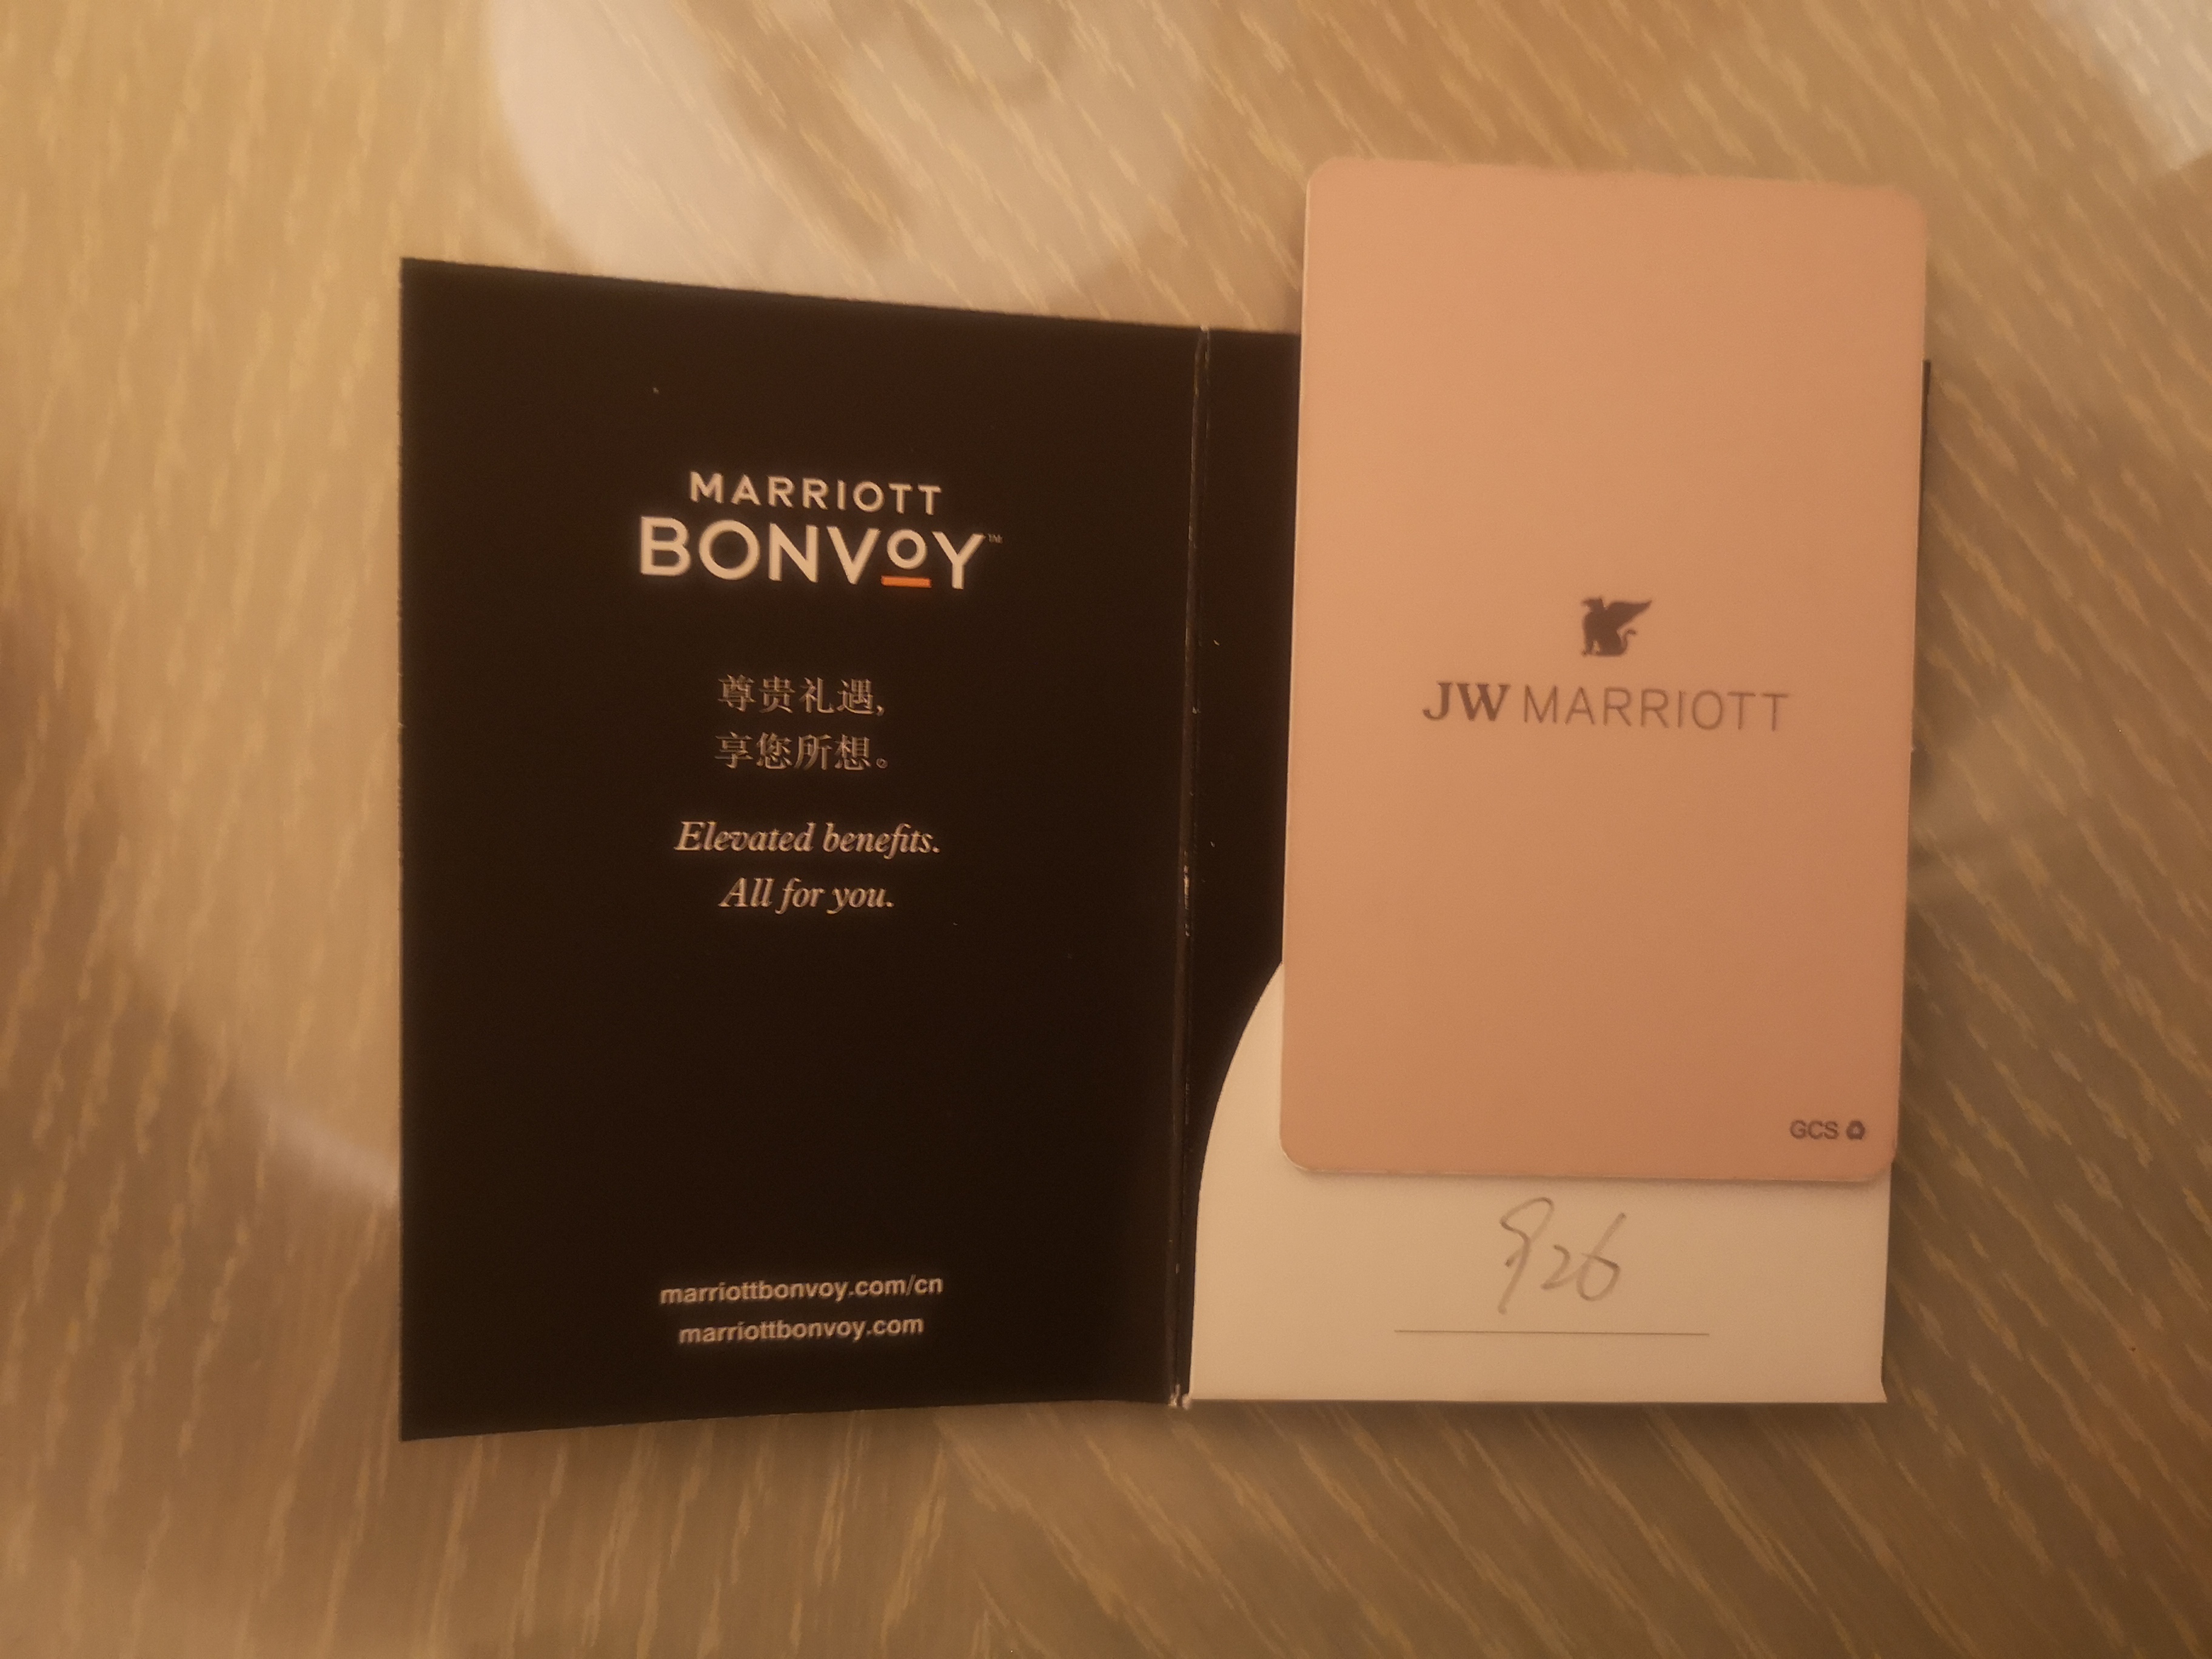 MARRIOTT
BONVOY™
尊贵礼遇,
享您所想。
Elevated benefits.
All for you.
marriottbonvoy.com/cn
marriottbonvoy.com
JW MARRIOTT
GCS
926